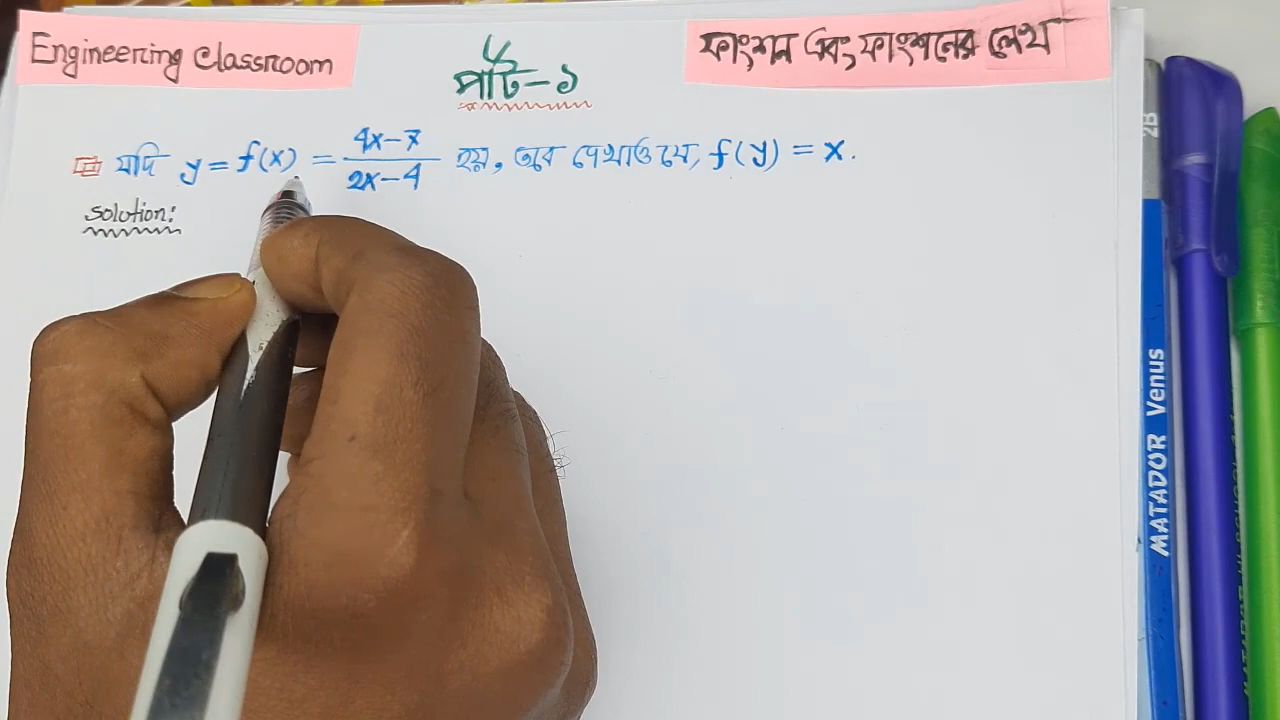 Engineering Classroom
পার্ট-১
ফাংশন এবং ফাংশনের লেখ
যদি y = f(x) = (4x-7)/(2x-4) হয়, তবে দেখাও যে, f(y) = x.
Solution:
2B
MATADOR Venus